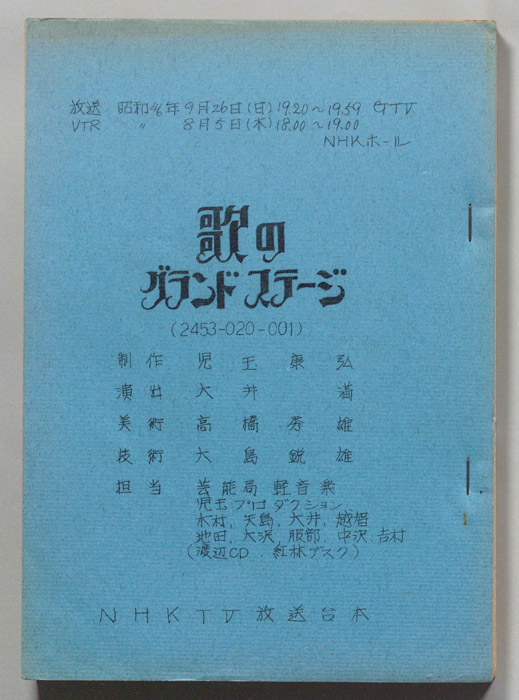 放送 昭和46年9月26日(日)19.20～19.59 GTV
VTR 〃 8月5日(木)18.00～19.00
NHKホール
歌の
グランドステージ
(2453-020-001)
制作 児玉康弘
演出 大井満
美術 高橋秀雄
技術 大島鋭雄
担当 芸能局軽音楽
児玉プロダクション
木村,矢島,大井,越智
池田,大沢,服部,中沢,吉村
(渡辺CD.紅林デスク)
NHKTV放送台本